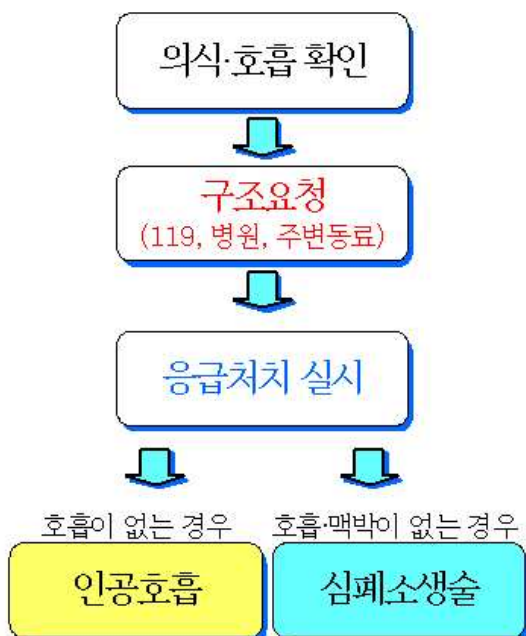 의식·호흡 확인
구조요청
(119, 병원, 주변동료)
응급처치 실시
호흡이 없는 경우
인공호흡
호흡·맥박이 없는 경우
심폐소생술